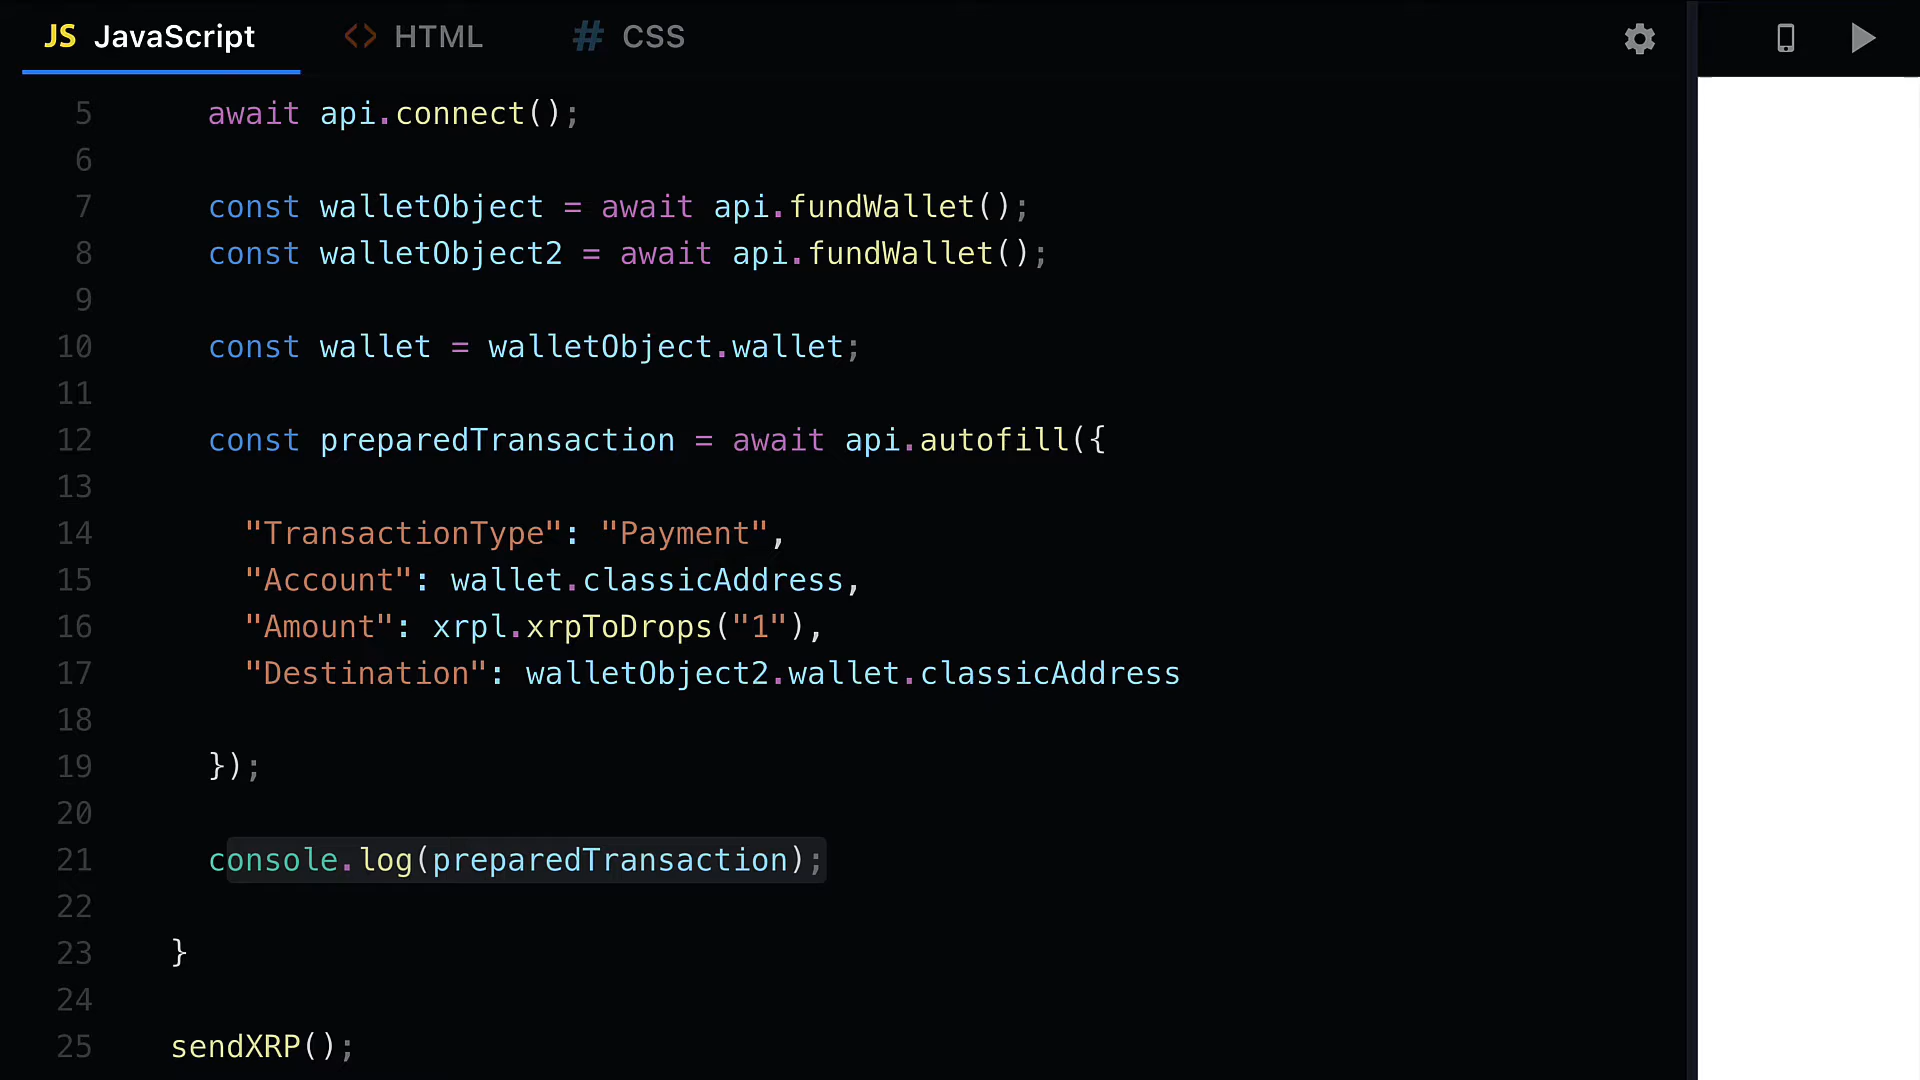 JS JavaScript <> HTML # CSS
5 await api.connect();
6
7 const walletObject = await api.fundWallet();
8 const walletObject2 = await api.fundWallet();
9
10 const wallet = walletObject.wallet;
11
12 const preparedTransaction = await api.autofill({
13
14 "TransactionType": "Payment",
15 "Account": wallet.classicAddress,
16 "Amount": xrpl.xrpToDrops("1"),
17 "Destination": walletObject2.wallet.classicAddress
18
19 });
20
21 console.log(preparedTransaction);
22
23 }
24
25 sendXRP();